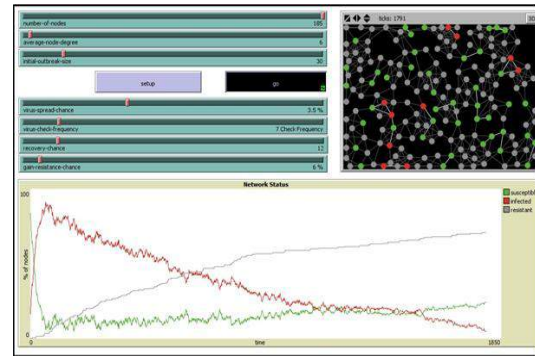 number-of-nodes 185
average-node-degree 6
initial-outbreak-size 30
setup
go
virus-spread-chance 3.5 %
virus-check-frequency 7 Check Frequency
recovery-chance
gain-resistance-chance 6 %
ticks: 1791
3D
Network Status
100
% of nodes
0
0
time
1850
susceptibl
infected
resistant